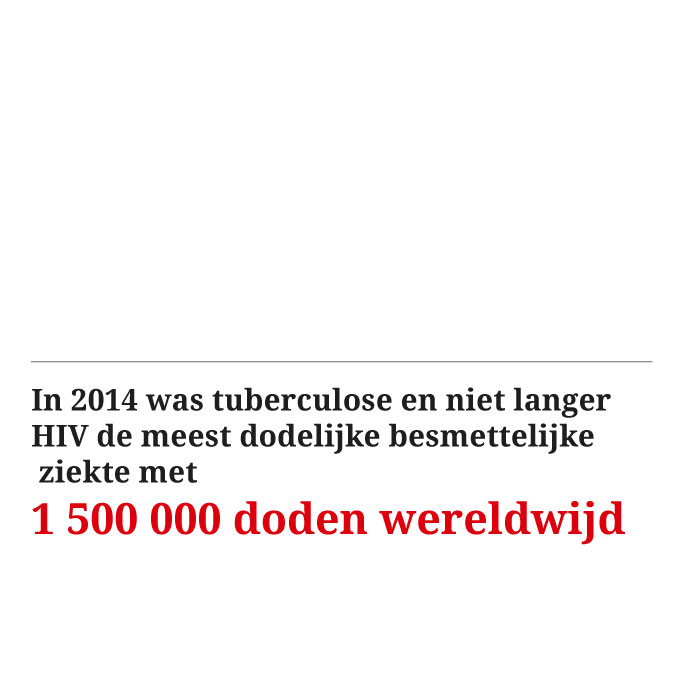 In 2014 was tuberculose en niet langer
HIV de meest dodelijke besmettelijke
ziekte met
1 500 000 doden wereldwijd